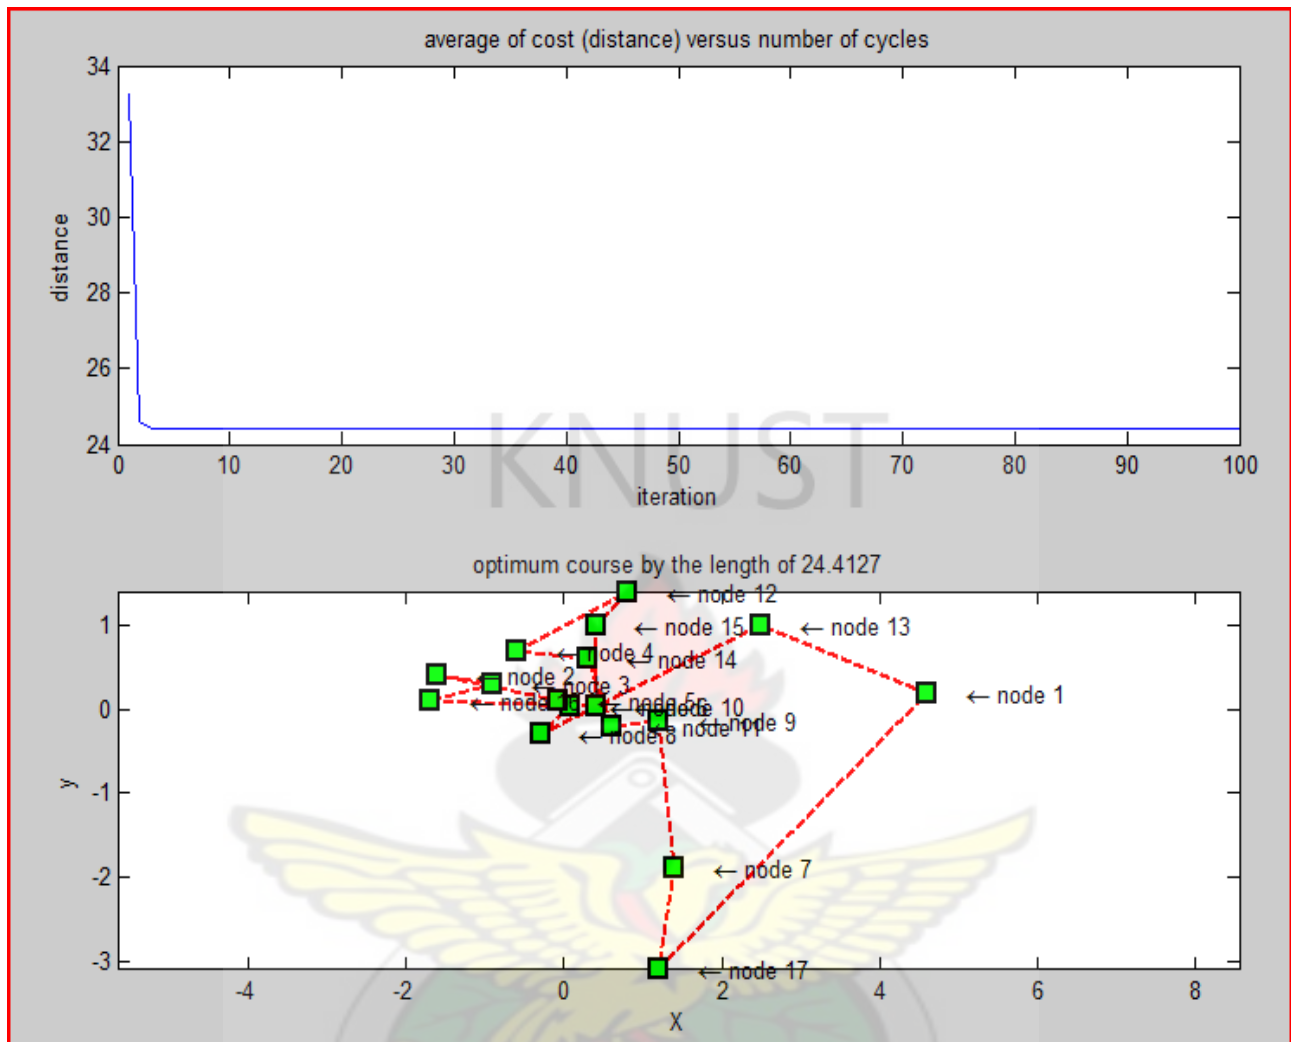 average of cost (distance) versus number of cycles
34
32
30
28
26
24
distance
0 10 20 30 40 50 60 70 80 90 100
iteration
KNUST
optimum course by the length of 24.4127
1
0
-1
-2
-3
y
← node 12
← node 15
← node 13
← node 4
← node 14
← node 2
← node 3
← node 1
← node 5
node 10
← node 9
node 11
← node 8
← node 7
← node 17
-4 -2 0 2 4 6 8
X